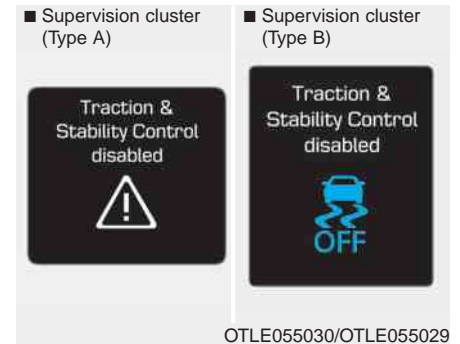 ■ Supervision cluster
(Type A)
Traction &
Stability Control
disabled
■ Supervision cluster
(Type B)
Traction &
Stability Control
disabled
OFF
OTLE055030/OTLE055029